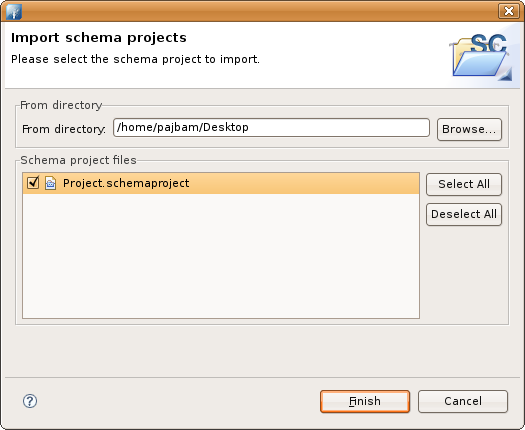 Import schema projects
Please select the schema project to import.
SC
From directory
From directory: /home/pajbam/Desktop Browse...
Schema project files
Project.schemaproject
Select All
Deselect All
?
Finish Cancel